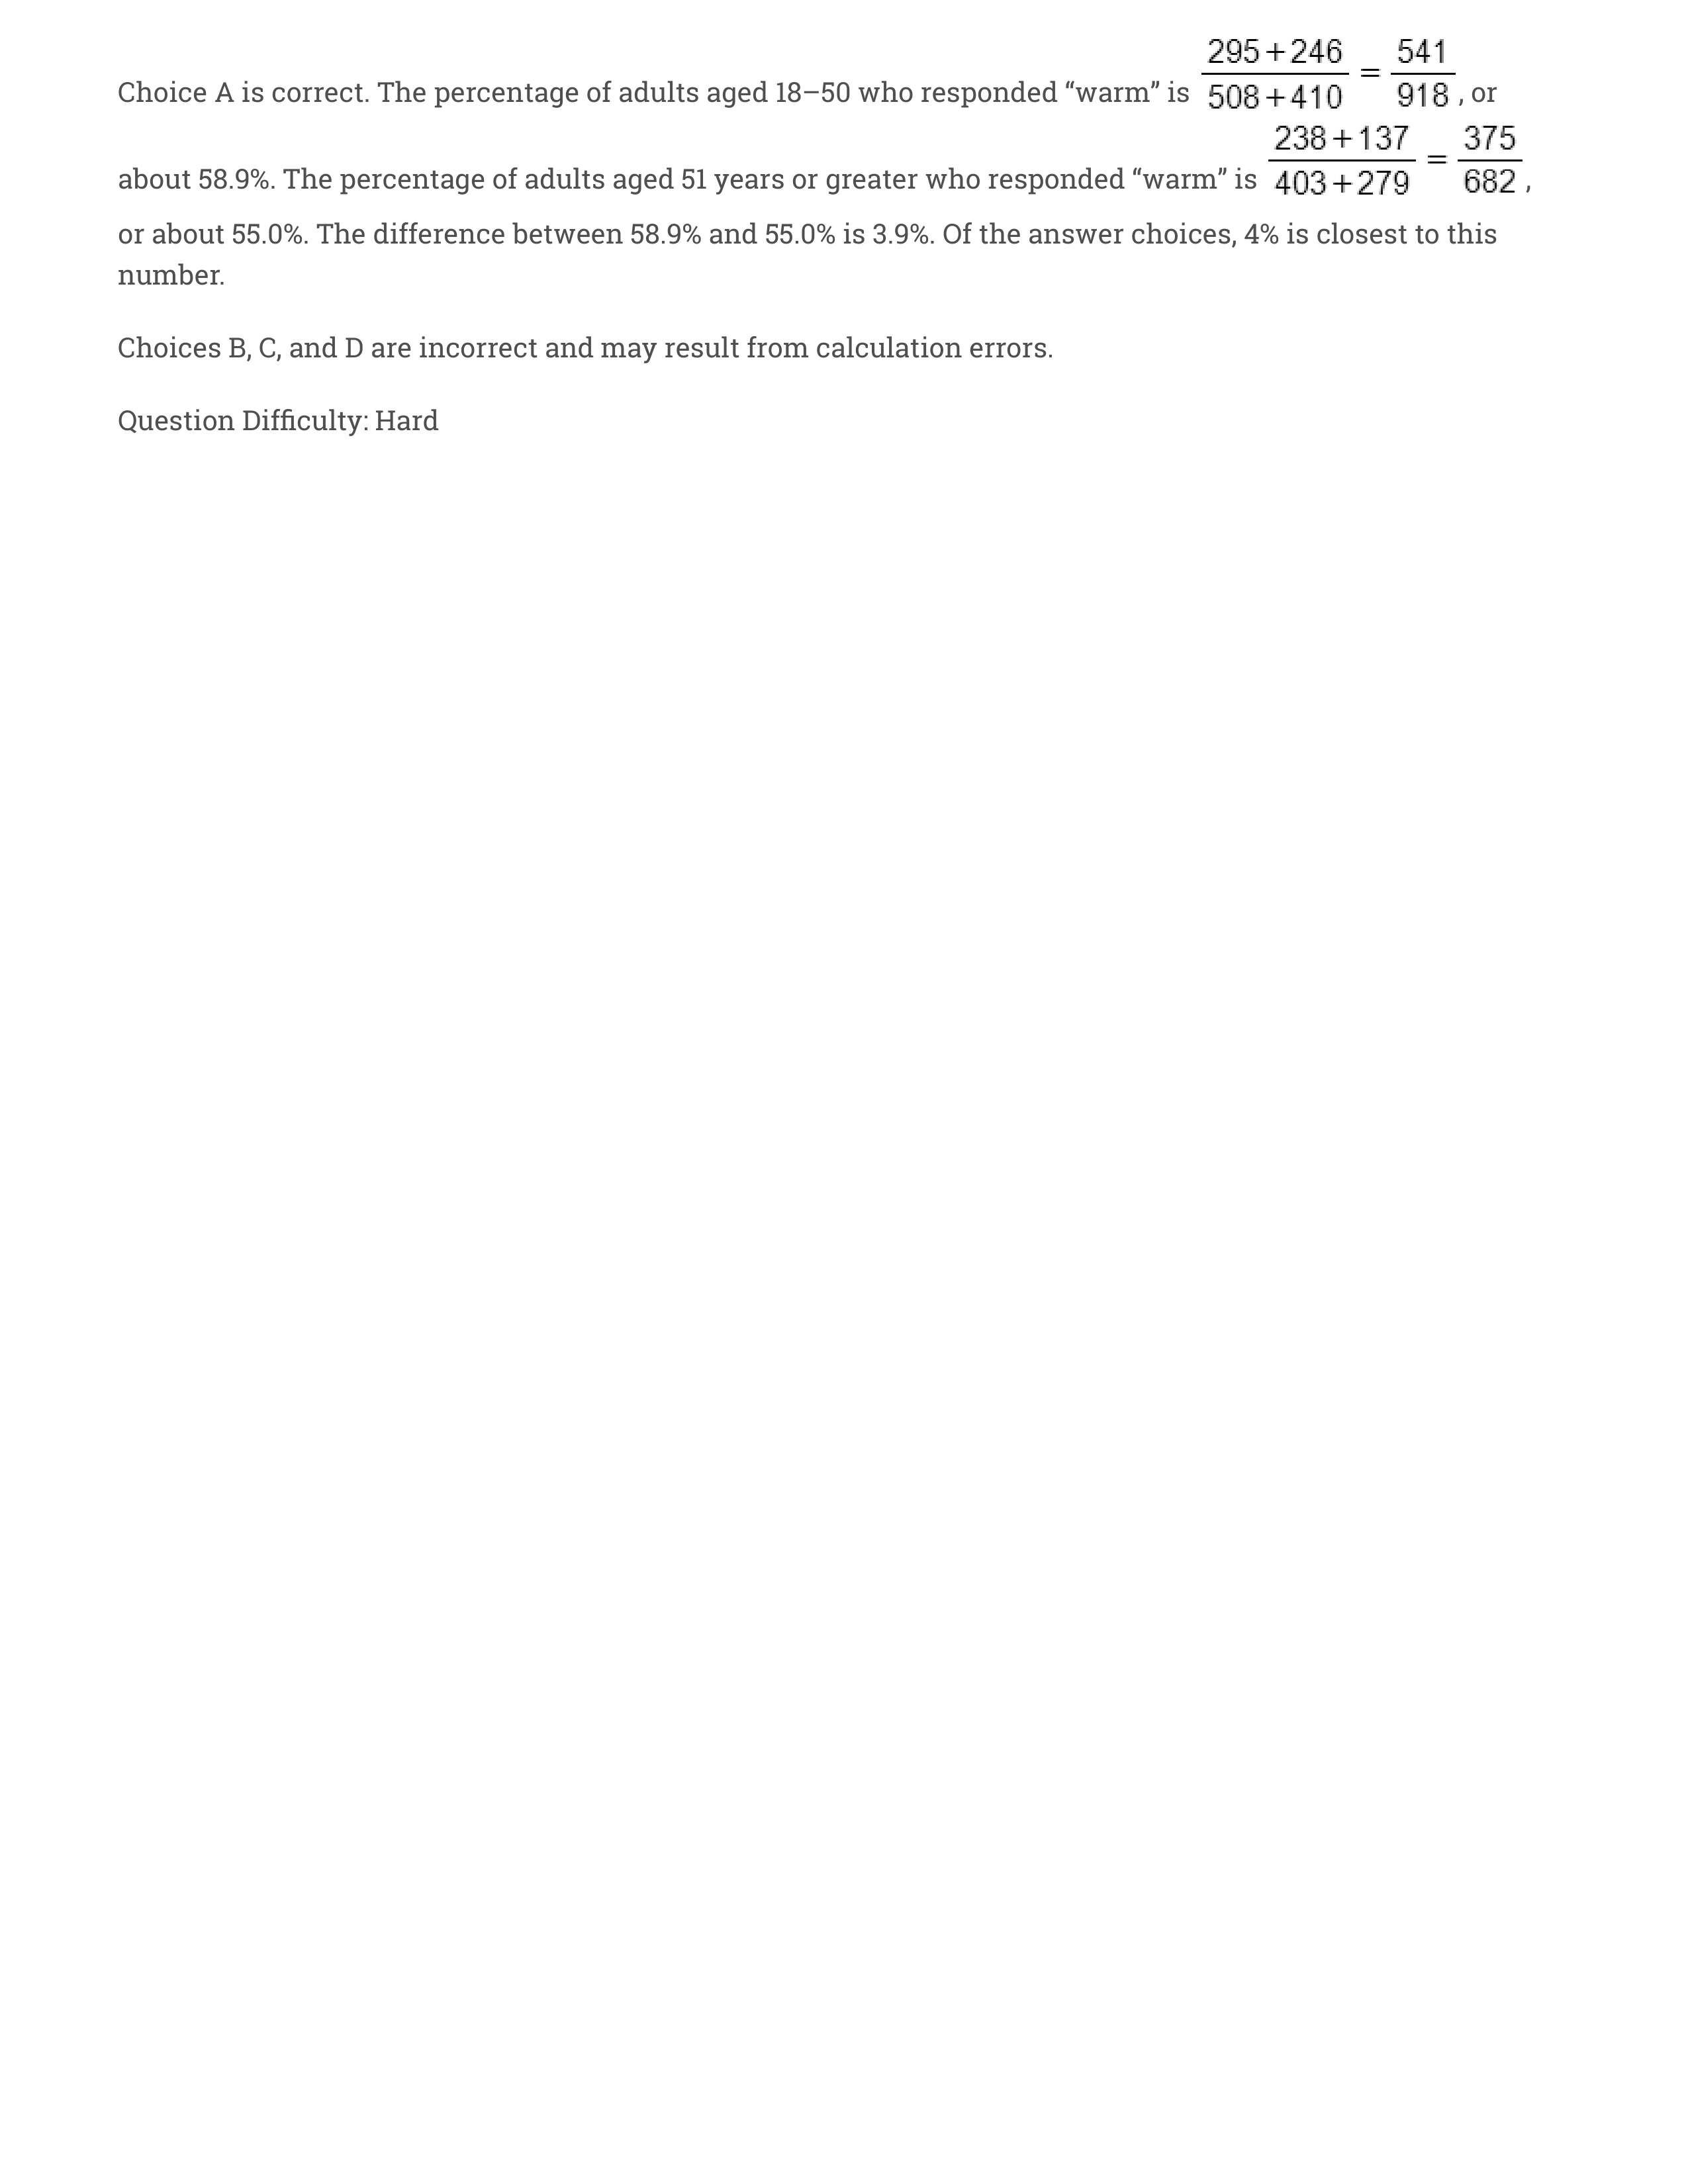 Choice A is correct. The percentage of adults aged 18–50 who responded “warm” is \frac{295+246}{508+410} = \frac{541}{918}, or
about 58.9%. The percentage of adults aged 51 years or greater who responded “warm” is \frac{238+137}{403+279} = \frac{375}{682},
or about 55.0%. The difference between 58.9% and 55.0% is 3.9%. Of the answer choices, 4% is closest to this
number.
Choices B, C, and D are incorrect and may result from calculation errors.
Question Difficulty: Hard